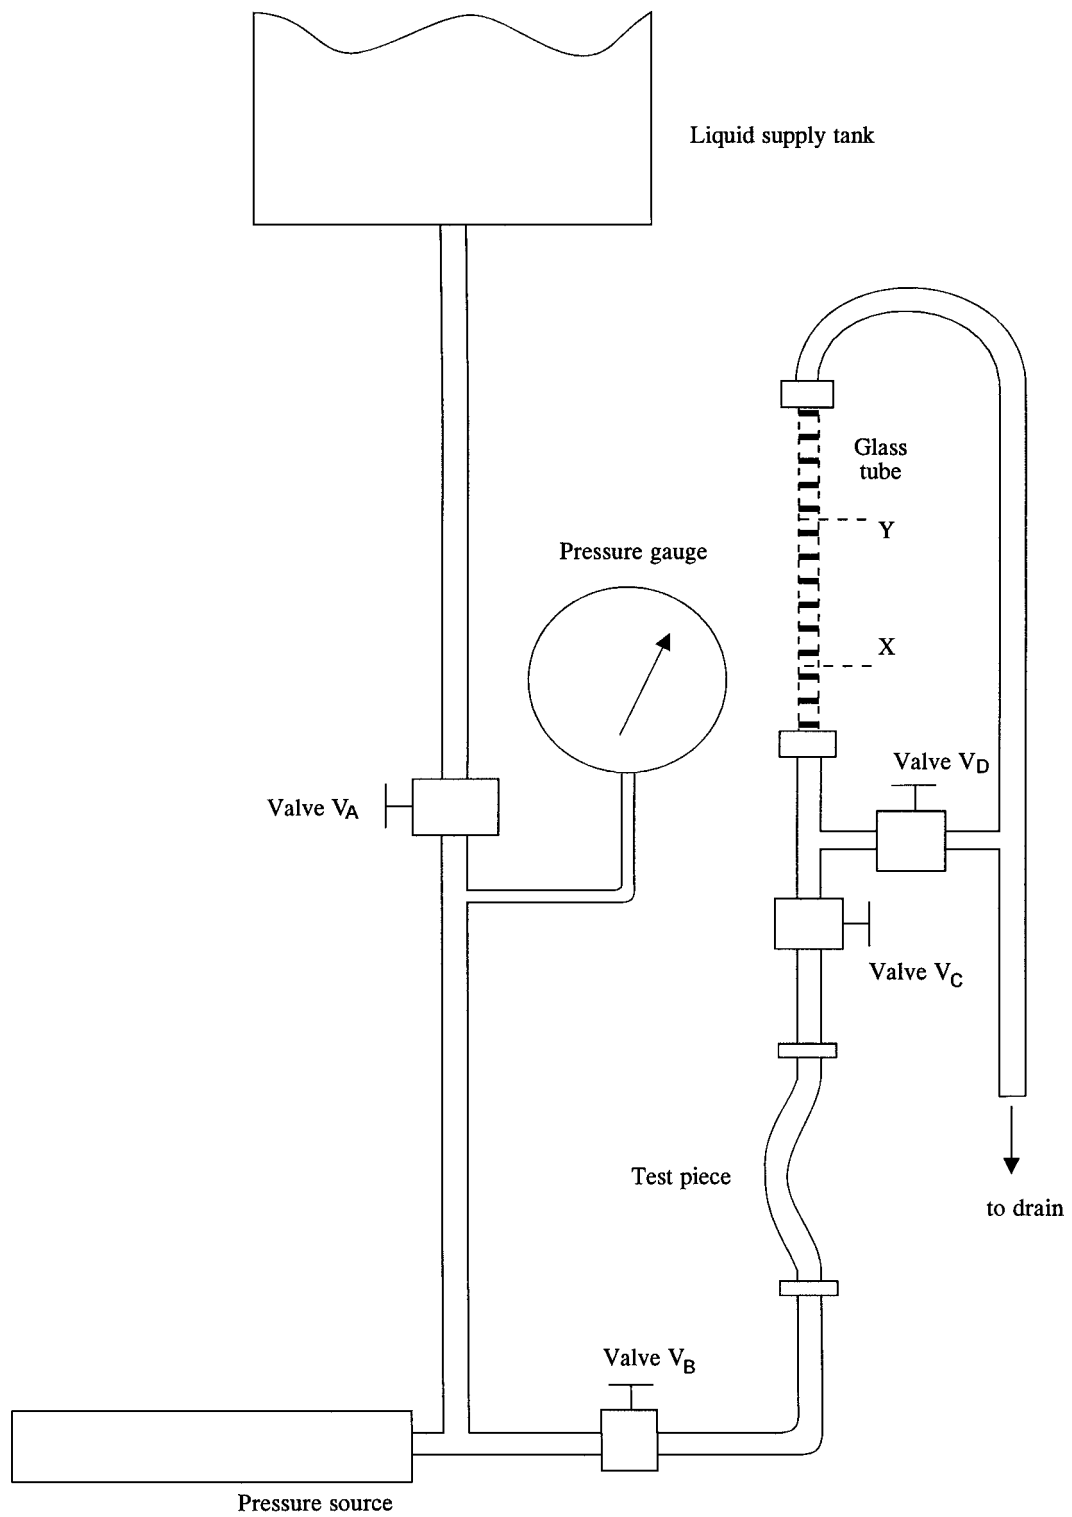 Liquid supply tank
Glass
tube
Y
Pressure gauge
X
Valve VD
Valve VA
Valve VC
Test piece
to drain
Valve VB
Pressure source